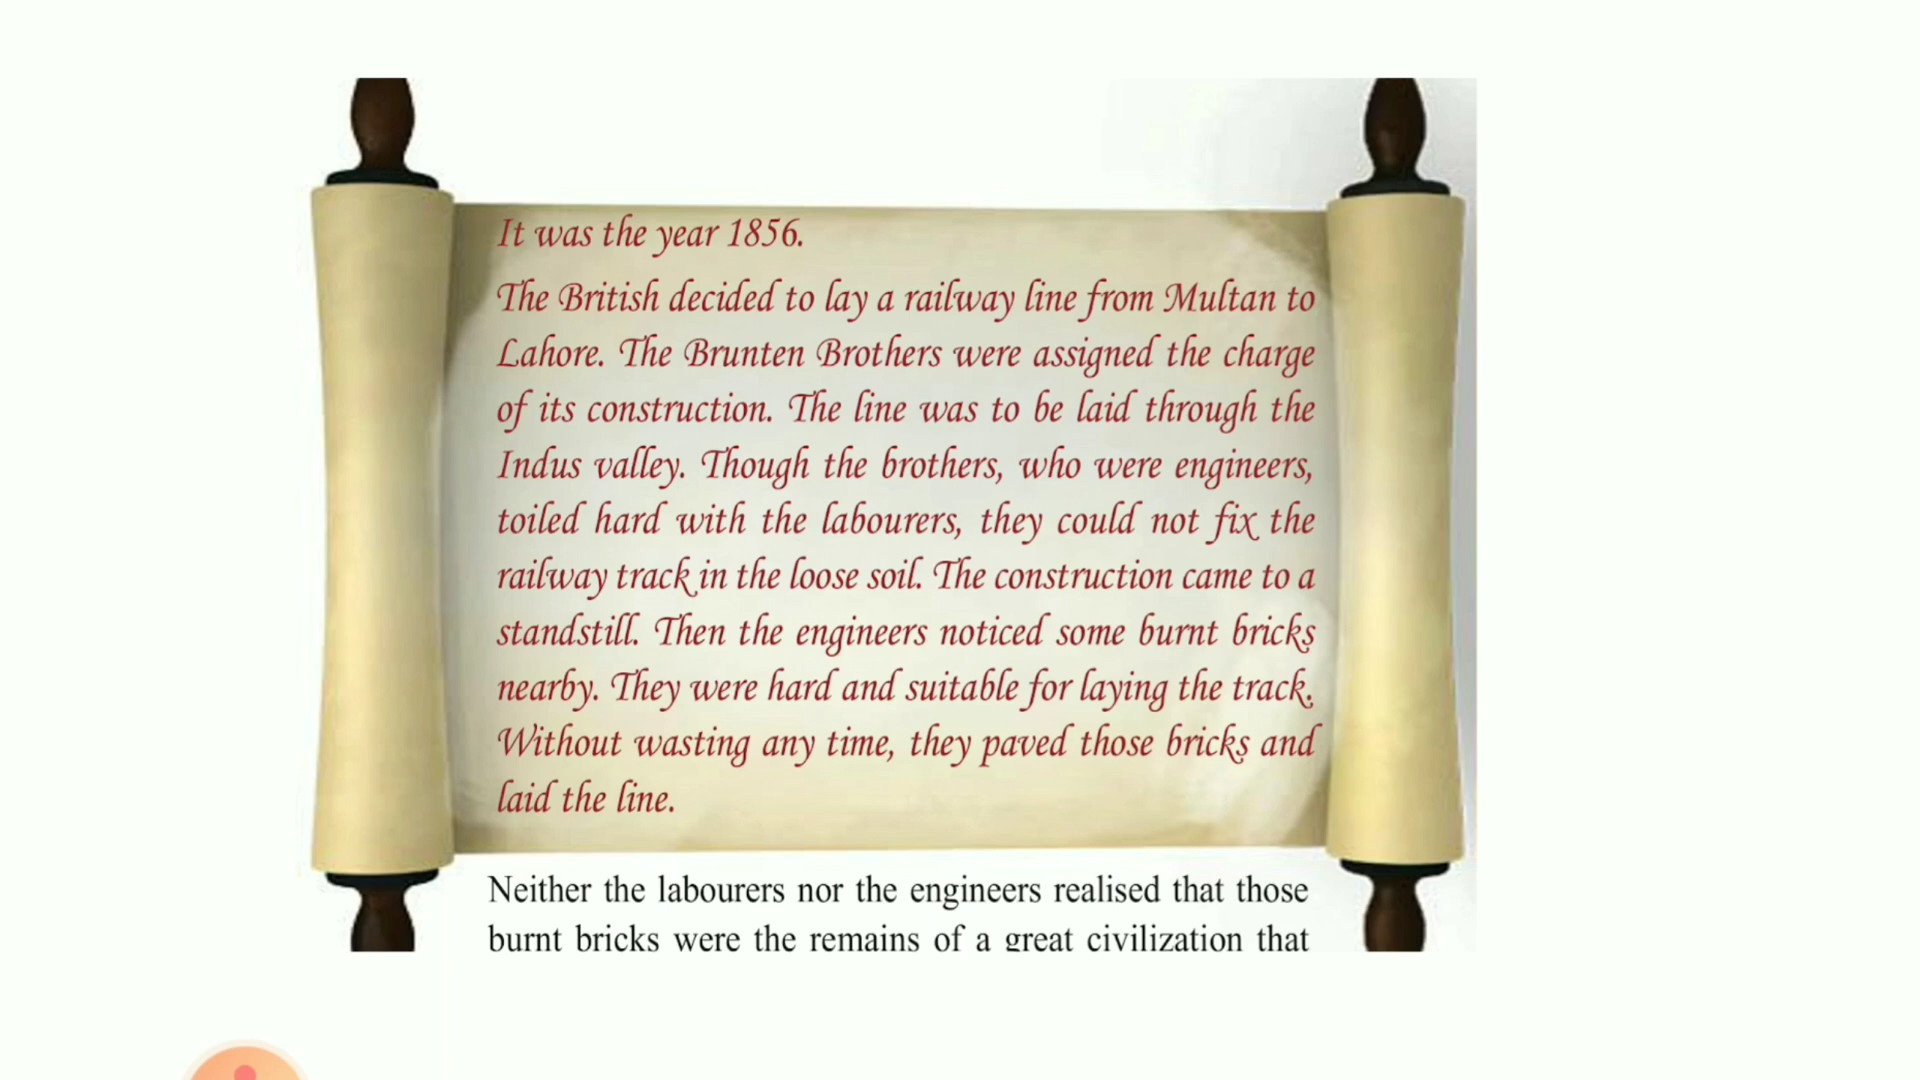 It was the year 1856.
The British decided to lay a railway line from Multan to
Lahore. The Brunten Brothers were assigned the charge
of its construction. The line was to be laid through the
Indus valley. Though the brothers, who were engineers,
toiled hard with the labourers, they could not fix the
railway track in the loose soil. The construction came to a
standstill. Then the engineers noticed some burnt bricks
nearby. They were hard and suitable for laying the track.
Without wasting any time, they paved those bricks and
laid the line.
Neither the labourers nor the engineers realised that those
burnt bricks were the remains of a great civilization that